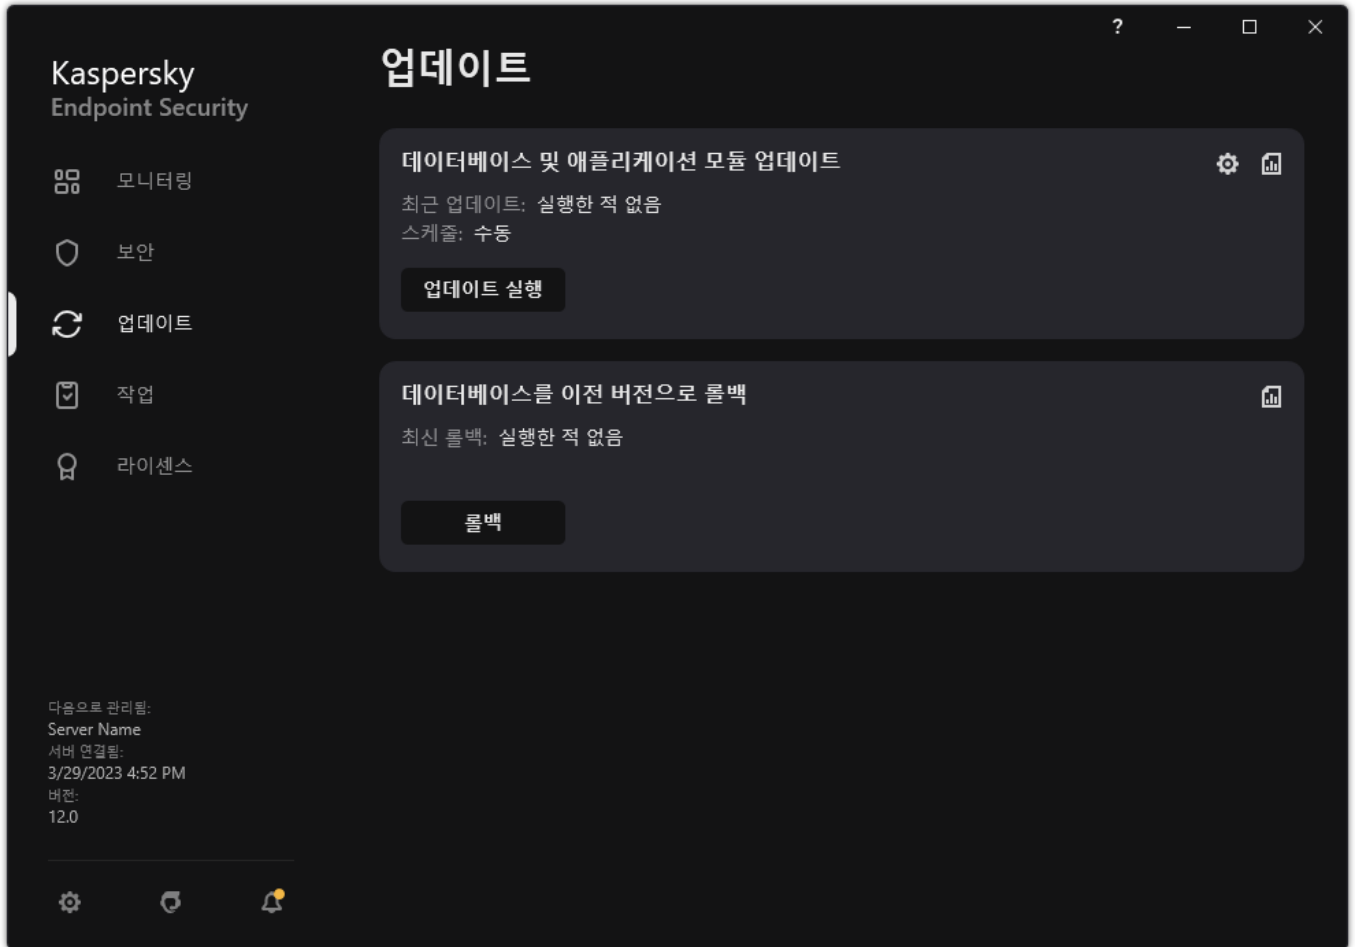 ?
Kaspersky
Endpoint Security
모니터링
보안
업데이트
작업
라이센스
다음으로 관리됨:
Server Name
서버 연결됨:
3/29/2023 4:52 PM
버전:
12.0
업데이트
데이터베이스 및 애플리케이션 모듈 업데이트
최근 업데이트: 실행한 적 없음
스케줄: 수동
업데이트 실행
데이터베이스를 이전 버전으로 롤백
최신 롤백: 실행한 적 없음
롤백